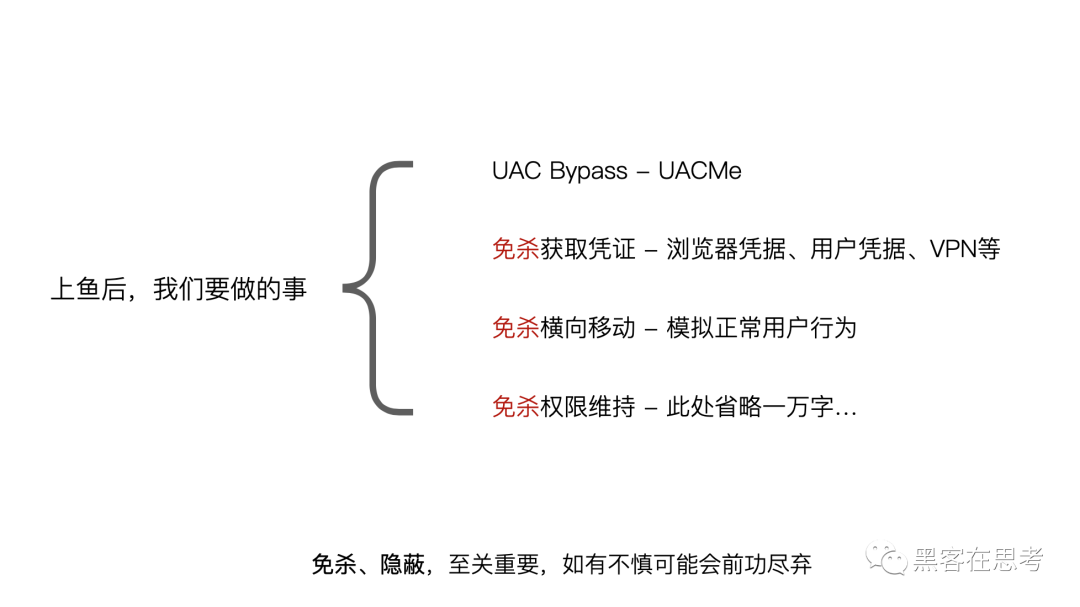 UAC Bypass – UACMe
免杀获取凭证 – 浏览器凭据、用户凭据、VPN等
上鱼后，我们要做的事
免杀横向移动 – 模拟正常用户行为
免杀权限维持 – 此处省略一万字...
免杀、隐蔽，至关重要，如有不慎可能会前功尽弃
黑客在思考